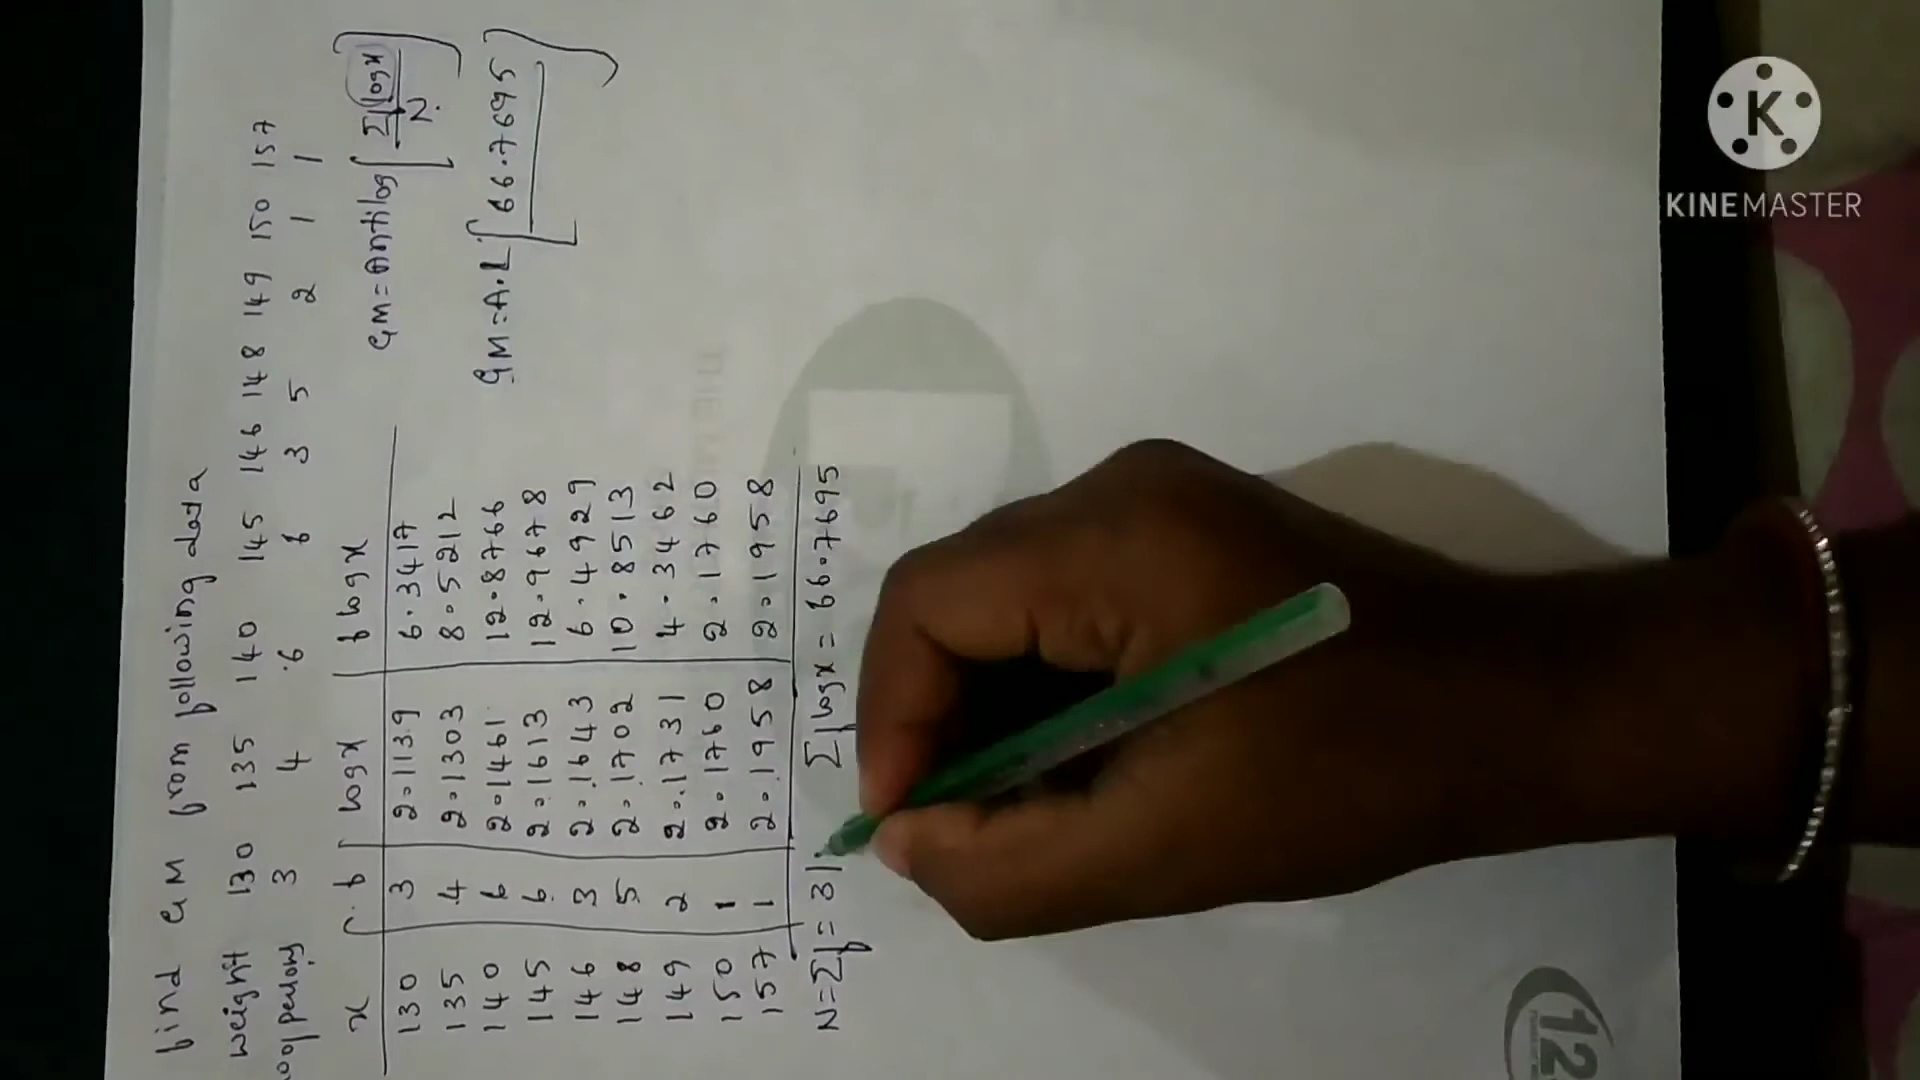 find GM from following data
weight 130 135 140 145 146 148 149 150 157
no of persons 3 4 6 6 3 5 2 1 1
x f logx f logx
130 3 2.1139 6.3417
135 4 2.1303 8.5212
140 6 2.1461 12.8766
145 6 2.1613 12.9678
146 3 2.1643 6.4929
148 5 2.1702 10.8513
149 2 2.1731 4.3462
150 1 2.1760 2.1760
157 1 2.1958 2.1958
N=Σf=31 Σflogx = 66.7695
GM=Antilog [Σflogx/N]
GM=A.L [66.7695]
KINEMASTER